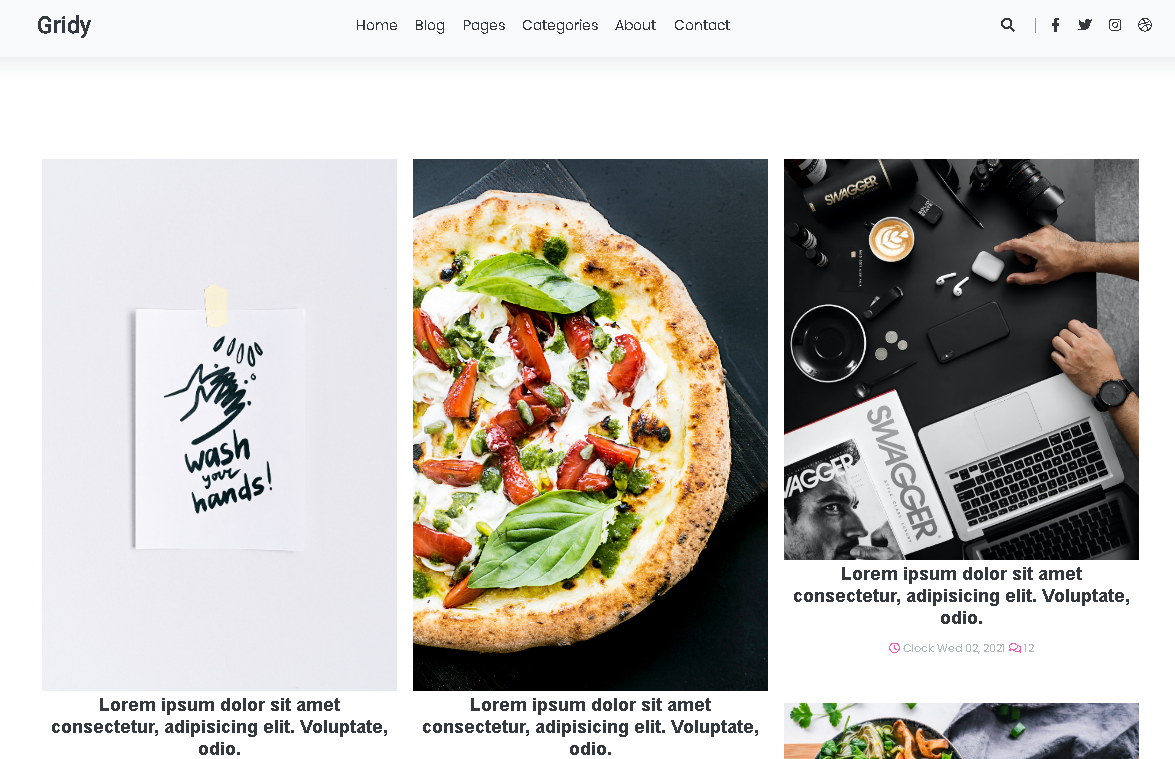 Gridy
Home Blog Pages Categories About Contact
wash
your
hands!
SWAGGER
SWAGGER
SWAGGER
Lorem ipsum dolor sit amet
consectetur, adipisicing elit. Voluptate,
odio.
Clock Wed 02, 2021 12
Lorem ipsum dolor sit amet
consectetur, adipisicing elit. Voluptate,
odio.
Lorem ipsum dolor sit amet
consectetur, adipisicing elit. Voluptate,
odio.